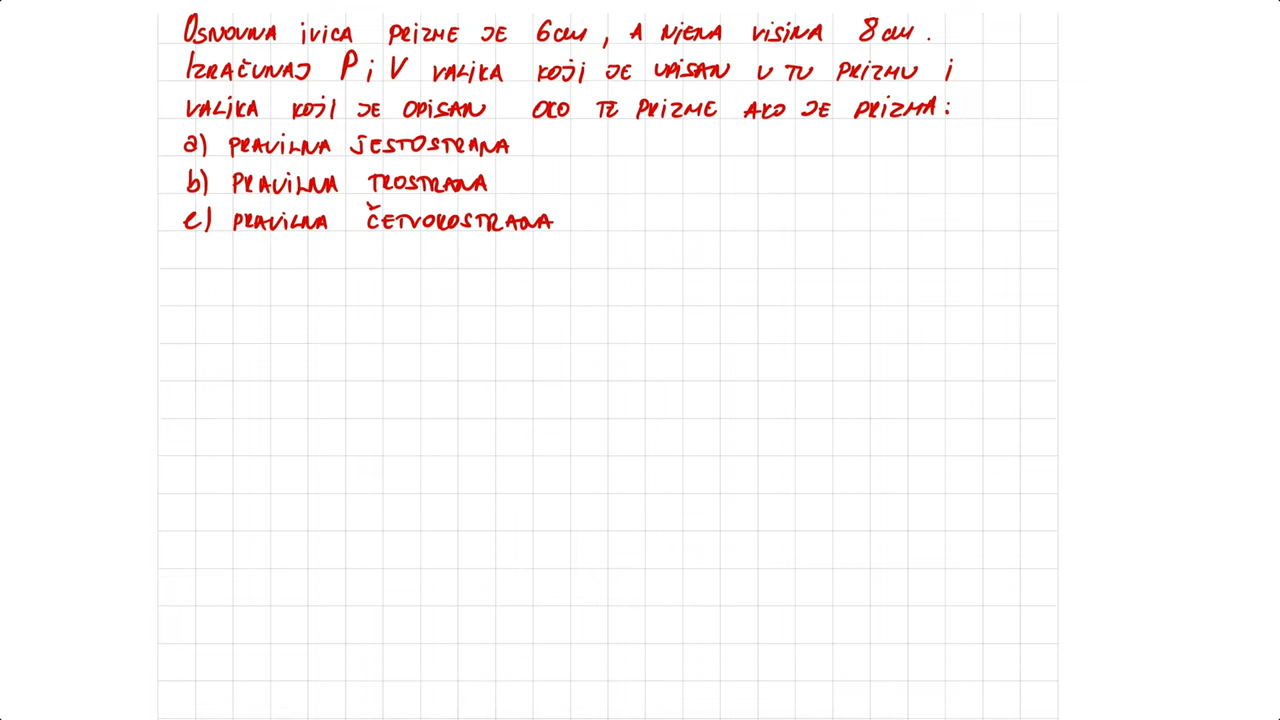 OSNOVNA iVICA PRIZME JE 6cm, A NJENA VISINA 8cm.
IZRAČUNAJ P i V VALJKA KOJI JE UPISAN U TU PRIZMU i
VALJKA KOJI JE OPISAN OKO TE PRIZME AKO JE PRIZMA:
a) PRAVILNA ŠESTOSTRANA
b) PRAVILNA TROSTRANA
c) PRAVILNA ČETVOROSTRANA